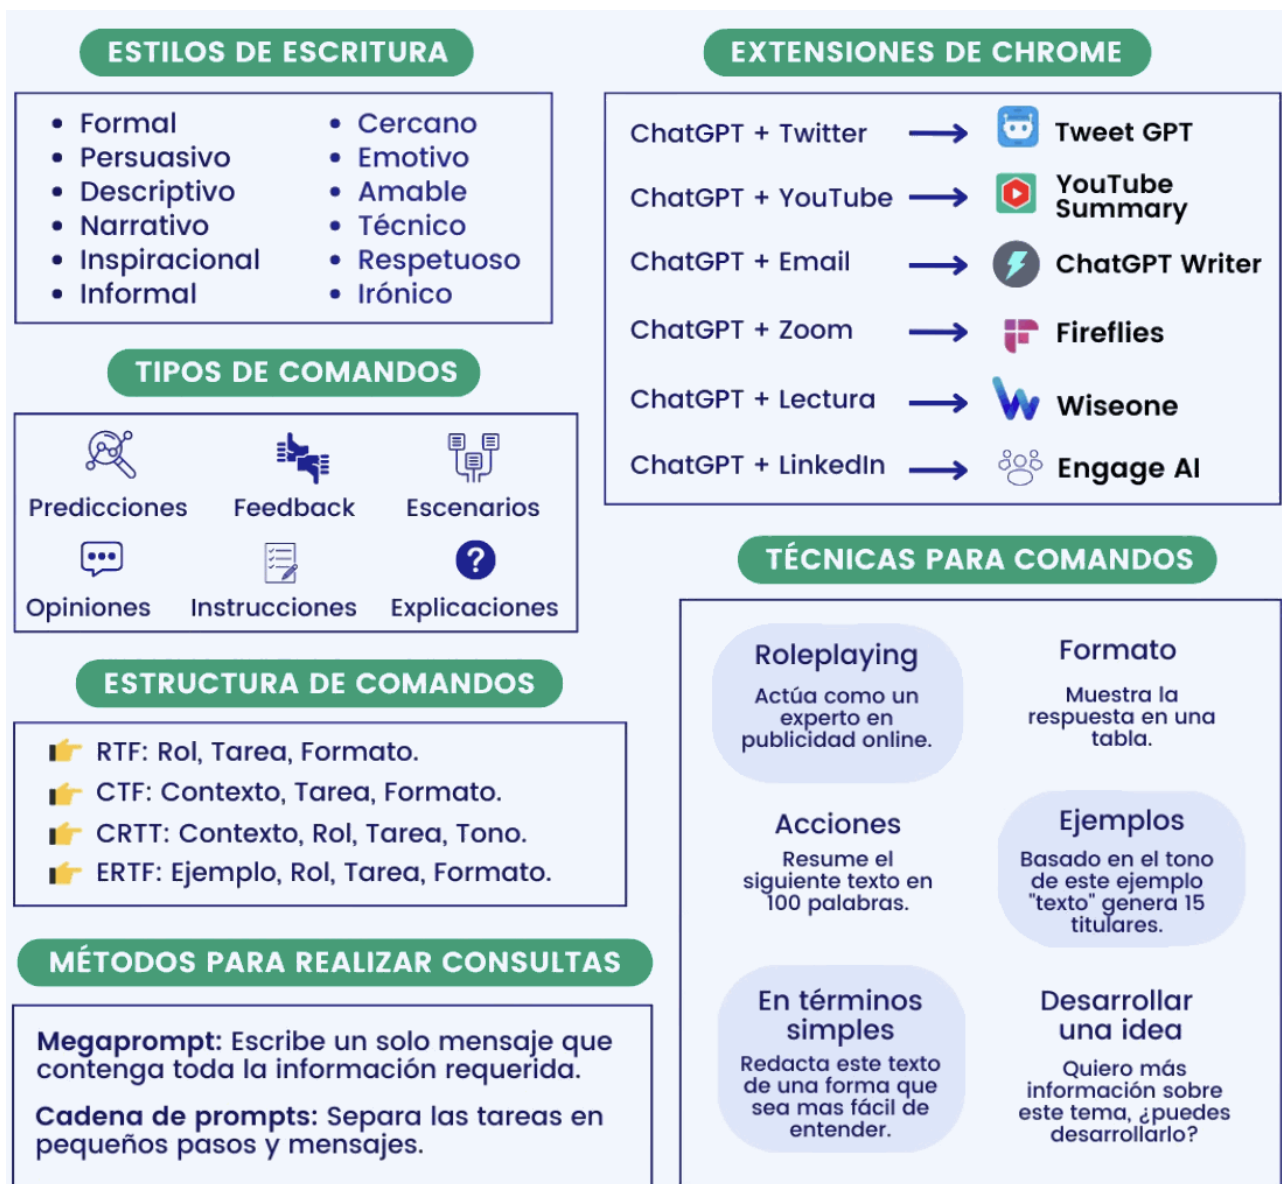 ESTILOS DE ESCRITURA
Formal
Persuasivo
Descriptivo
Narrativo
Inspiracional
Informal
Cercano
Emotivo
Amable
Técnico
Respetuoso
Irónico
TIPOS DE COMANDOS
Predicciones
Feedback
Escenarios
Opiniones
Instrucciones
Explicaciones
ESTRUCTURA DE COMANDOS
RTF: Rol, Tarea, Formato.
CTF: Contexto, Tarea, Formato.
CRTT: Contexto, Rol, Tarea, Tono.
ERTF: Ejemplo, Rol, Tarea, Formato.
MÉTODOS PARA REALIZAR CONSULTAS
Megaprompt: Escribe un solo mensaje que
contenga toda la información requerida.
Cadena de prompts: Separa las tareas en
pequeños pasos y mensajes.
EXTENSIONES DE CHROME
ChatGPT + Twitter
Tweet GPT
ChatGPT + YouTube
YouTube
Summary
ChatGPT + Email
ChatGPT Writer
ChatGPT + Zoom
Fireflies
ChatGPT + Lectura
Wiseone
ChatGPT + LinkedIn
Engage AI
TÉCNICAS PARA COMANDOS
Roleplaying
Actúa como un
experto en
publicidad online.
Formato
Muestra la
respuesta en una
tabla.
Acciones
Resume el
siguiente texto en
100 palabras.
Ejemplos
Basado en el tono
de este ejemplo
"texto" genera 15
titulares.
En términos
simples
Redacta este texto
de una forma que
sea mas fácil de
entender.
Desarrollar
una idea
Quiero más
información sobre
este tema, ¿puedes
desarrollarlo?